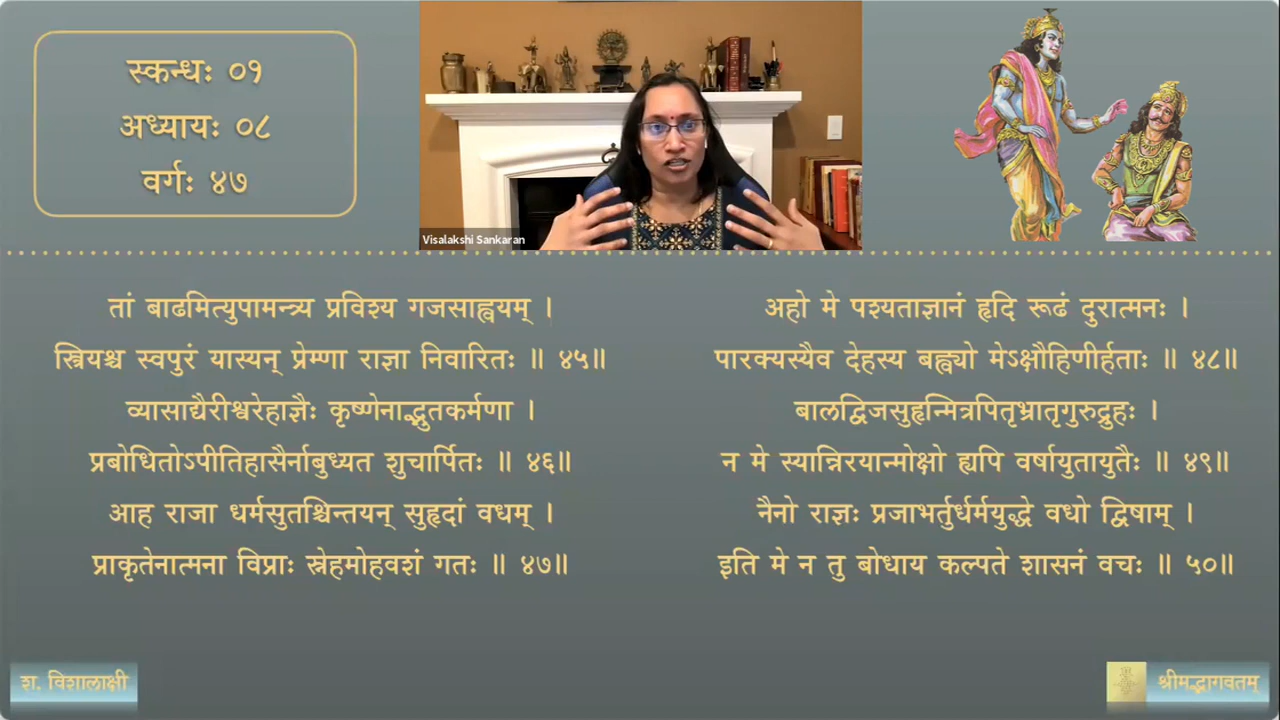 स्कन्धः ०१
अध्यायः ०८
वर्गः ४७
Visalakshi Sankaran
तां बाढमित्युपामन्त्र्य प्रविश्य गजसाह्वयम् ।
स्त्रियश्च स्वपुरं यास्यन् प्रेम्णा राज्ञा निवारितः ॥ ४५॥
व्यासाद्यैरीश्वरेहाज्ञैः कृष्णेनाद्भुतकर्मणा ।
प्रबोधितोऽपीतिहासैर्नाबुध्यत शुचार्पितः ॥ ४६॥
आह राजा धर्मसुतश्चिन्तयन् सुहृदां वधम् ।
प्राकृतेनात्मना विप्राः स्नेहमोहवशं गतः ॥ ४७॥
अहो मे पश्यताज्ञानं हृदि रूढं दुरात्मनः ।
पारक्यस्यैव देहस्य बह्व्यो मेऽक्षौहिणीर्हताः ॥ ४८॥
बालद्विजसुहृन्मित्रपितृभ्रातृगुरुद्रुहः ।
न मे स्यान्निरयान्मोक्षो ह्यपि वर्षायुतायुतैः ॥ ४९॥
नैनो राज्ञः प्रजाभर्तुर्धर्मयुद्धे वधो द्विषाम् ।
इति मे न तु बोधाय कल्पते शासनं वचः ॥ ५०॥
श. विशालाक्षी
श्रीमद्भागवतम्